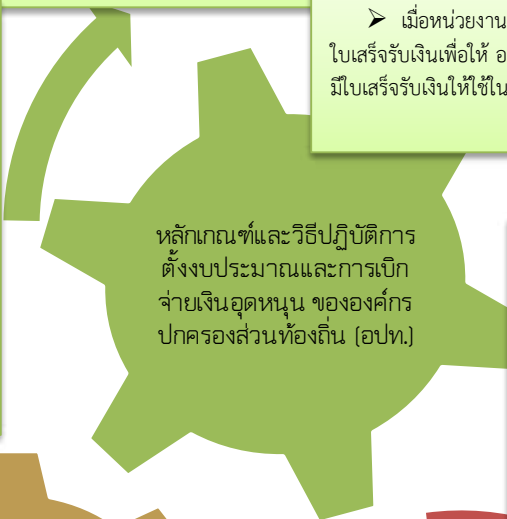 ➢ เมื่อหน่วยงาน
ใบเสร็จรับเงินเพื่อให้ อ
มีใบเสร็จรับเงินให้ใช้ใน
หลักเกณฑ์และวิธีปฏิบัติการ
ตั้งงบประมาณและการเบิก
จ่ายเงินอุดหนุน ขององค์กร
ปกครองส่วนท้องถิ่น (อปท.)